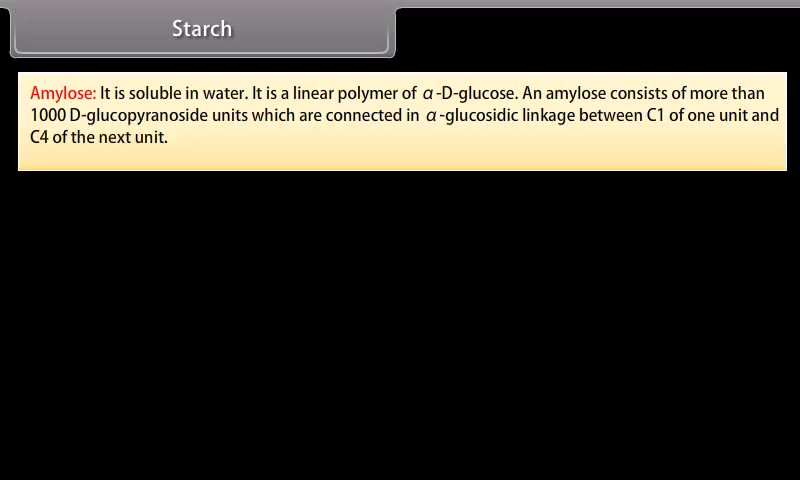 Starch
Amylose: It is soluble in water. It is a linear polymer of α-D-glucose. An amylose consists of more than
1000 D-glucopyranoside units which are connected in α-glucosidic linkage between C1 of one unit and
C4 of the next unit.